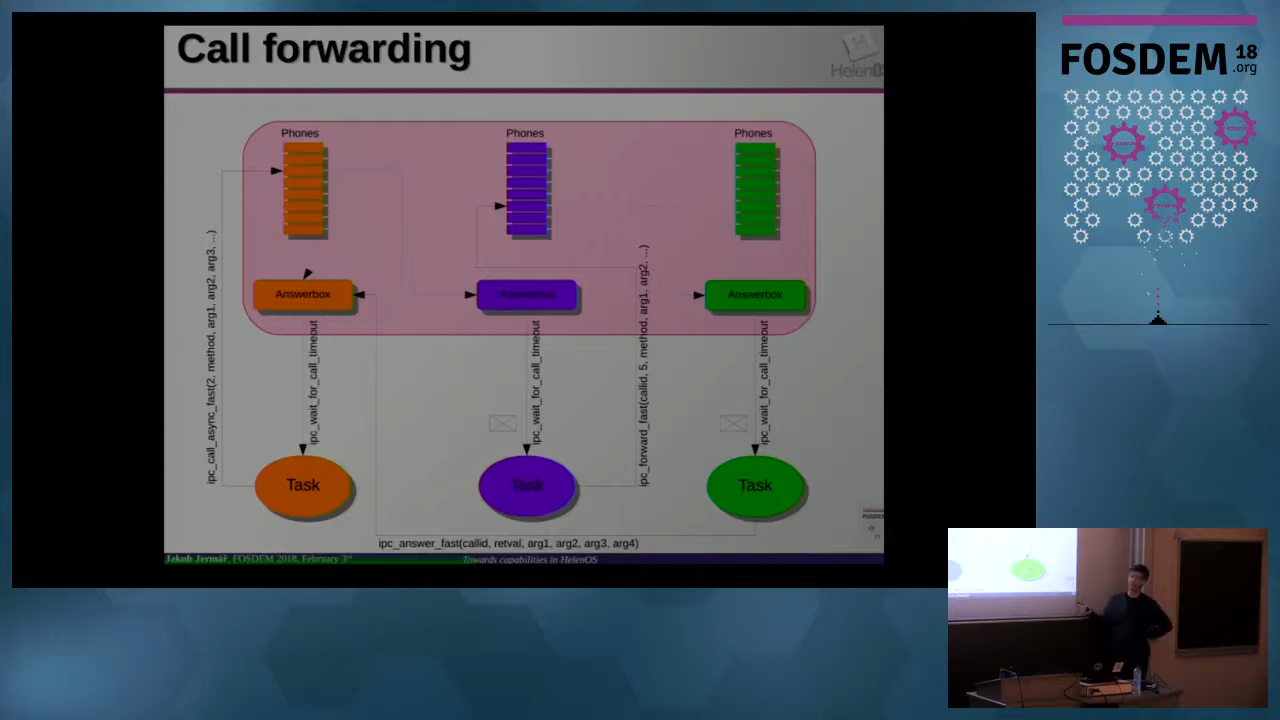 Call forwarding
HelenOS
Phones
Phones
Phones
ipc_call_async_fast(2, method, arg1, arg2, arg3, ...)
Answerbox
Answerbox
Answerbox
ipc_wait_for_call_timeout
ipc_wait_for_call_timeout
ipc_forward_fast(callid, 5, method, arg1, arg2, ...)
ipc_wait_for_call_timeout
Task
Task
Task
ipc_answer_fast(callid, retval, arg1, arg2, arg3, arg4)
FOSDEM
Jakub Jermář, FOSDEM 2018, February 3rd
Towards capabilities in HelenOS
FOSDEM 18
.org